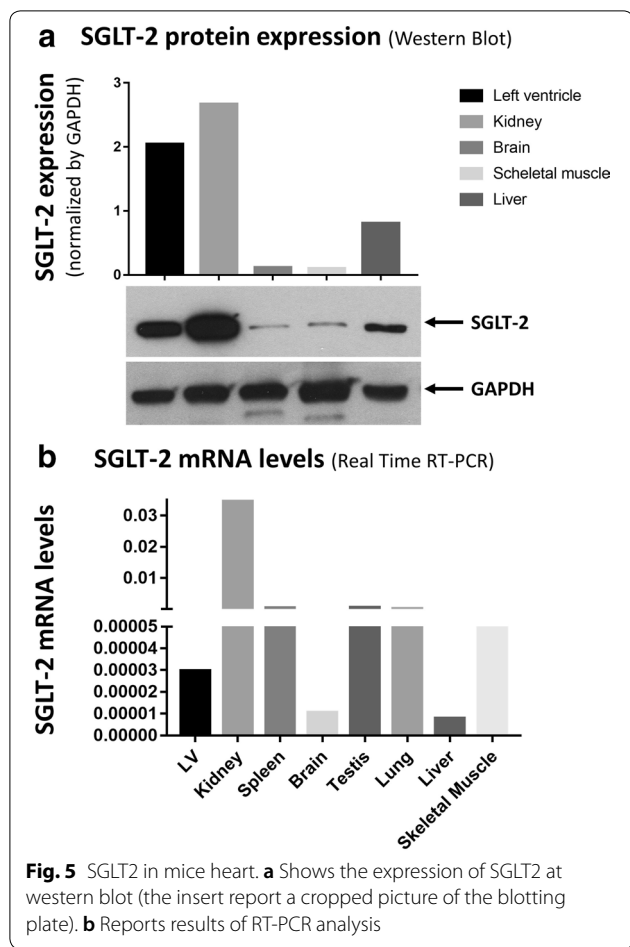 a SGLT-2 protein expression (Western Blot)
SGLT-2 expression
(normalized by GAPDH)
3
2
1
0
Left ventricle
Kidney
Brain
Scheletal muscle
Liver
SGLT-2
GAPDH
b SGLT-2 mRNA levels (Real Time RT-PCR)
SGLT-2 mRNA levels
0.03
0.01
0.00005
0.00004
0.00003
0.00002
0.00001
0.00000
LV
Kidney
Spleen
Brain
Testis
Lung
Liver
Skeletal Muscle
Fig. 5 SGLT2 in mice heart. a Shows the expression of SGLT2 at
western blot (the insert report a cropped picture of the blotting
plate). b Reports results of RT-PCR analysis